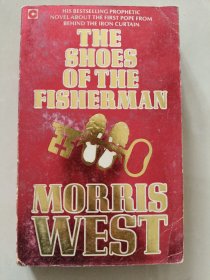 HIS BESTSELLING PROPHETIC
NOVEL ABOUT THE FIRST POPE FROM
BEHIND THE IRON CURTAIN
THE
SHOES
OF THE
FISHERMAN
MORRIS
WEST